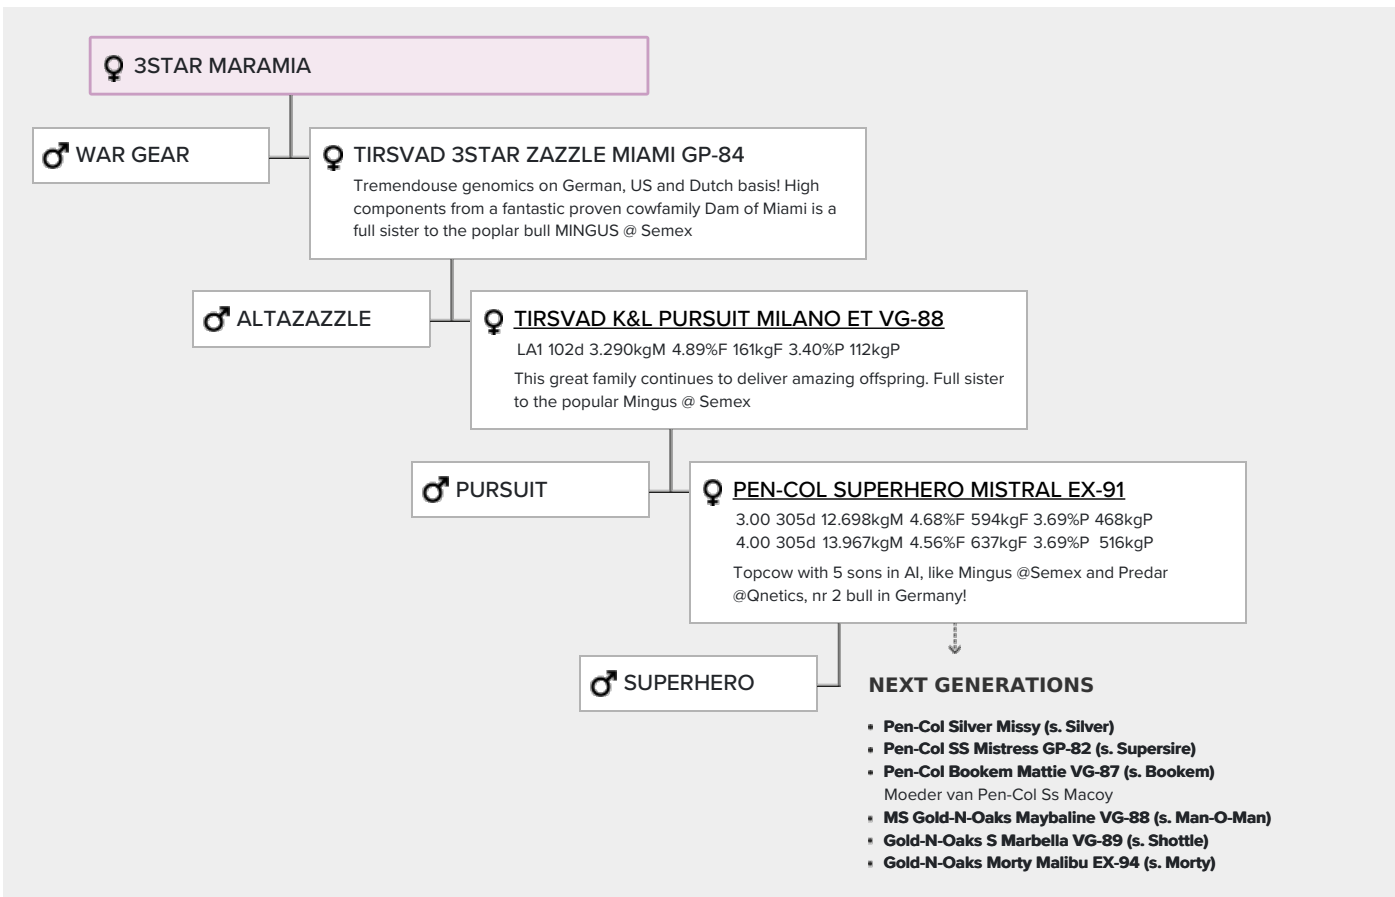 3STAR MARAMIA
WAR GEAR
TIRSVAD 3STAR ZAZZLE MIAMI GP-84
Tremendouse genomics on German, US and Dutch basis! High
components from a fantastic proven cowfamily Dam of Miami is a
full sister to the poplar bull MINGUS @ Semex
ALTAZAZZLE
TIRSVAD K&L PURSUIT MILANO ET VG-88
LA1 102d 3.290kgM 4.89%F 161kgF 3.40%P 112kgP
This great family continues to deliver amazing offspring. Full sister
to the popular Mingus @ Semex
PURSUIT
PEN-COL SUPERHERO MISTRAL EX-91
3.00 305d 12.698kgM 4.68%F 594kgF 3.69%P 468kgP
4.00 305d 13.967kgM 4.56%F 637kgF 3.69%P 516kgP
Topcow with 5 sons in AI, like Mingus @Semex and Predar
@Qnetics, nr 2 bull in Germany!
SUPERHERO
NEXT GENERATIONS
• Pen-Col Silver Missy (s. Silver)
• Pen-Col SS Mistress GP-82 (s. Supersire)
• Pen-Col Bookem Mattie VG-87 (s. Bookem)
Moeder van Pen-Col Ss Macoy
• MS Gold-N-Oaks Maybaline VG-88 (s. Man-O-Man)
• Gold-N-Oaks S Marbella VG-89 (s. Shottle)
• Gold-N-Oaks Morty Malibu EX-94 (s. Morty)